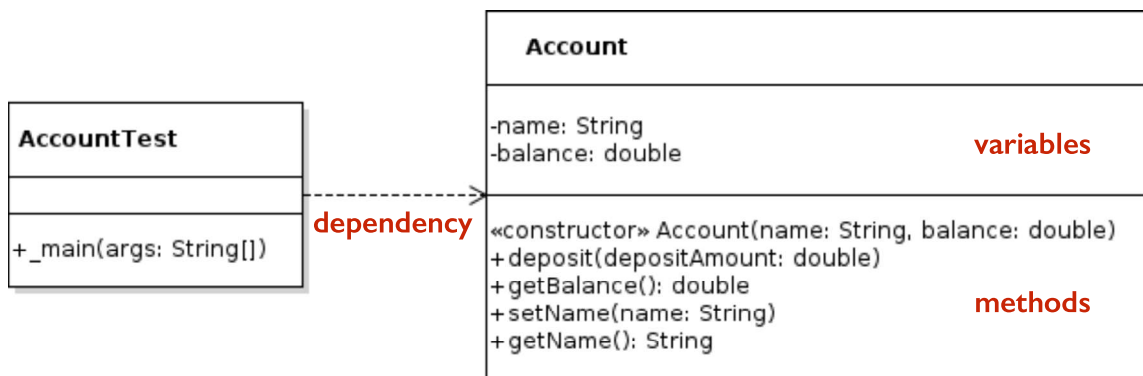 AccountTest
+_main(args: String[])
dependency
Account
-name: String
-balance: double
variables
«constructor» Account(name: String, balance: double)
+deposit(depositAmount: double)
+getBalance(): double
+setName(name: String)
+getName(): String
methods